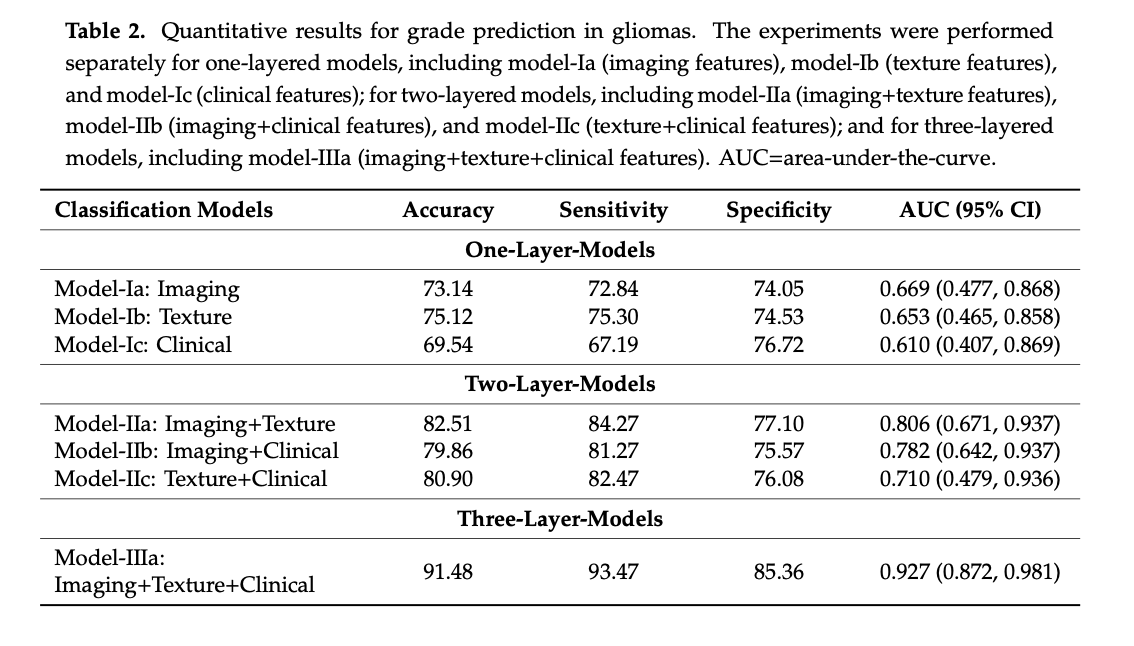 Table 2. Quantitative results for grade prediction in gliomas. The experiments were performed
separately for one-layered models, including model-Ia (imaging features), model-Ib (texture features),
and model-Ic (clinical features); for two-layered models, including model-IIa (imaging+texture features),
model-IIb (imaging+clinical features), and model-IIc (texture+clinical features); and for three-layered
models, including model-IIIa (imaging+texture+clinical features). AUC=area-under-the-curve.
Classification Models Accuracy Sensitivity Specificity AUC (95% CI)
One-Layer-Models
Model-Ia: Imaging 73.14 72.84 74.05 0.669 (0.477, 0.868)
Model-Ib: Texture 75.12 75.30 74.53 0.653 (0.465, 0.858)
Model-Ic: Clinical 69.54 67.19 76.72 0.610 (0.407, 0.869)
Two-Layer-Models
Model-IIa: Imaging+Texture 82.51 84.27 77.10 0.806 (0.671, 0.937)
Model-IIb: Imaging+Clinical 79.86 81.27 75.57 0.782 (0.642, 0.937)
Model-IIc: Texture+Clinical 80.90 82.47 76.08 0.710 (0.479, 0.936)
Three-Layer-Models
Model-IIIa:
Imaging+Texture+Clinical 91.48 93.47 85.36 0.927 (0.872, 0.981)